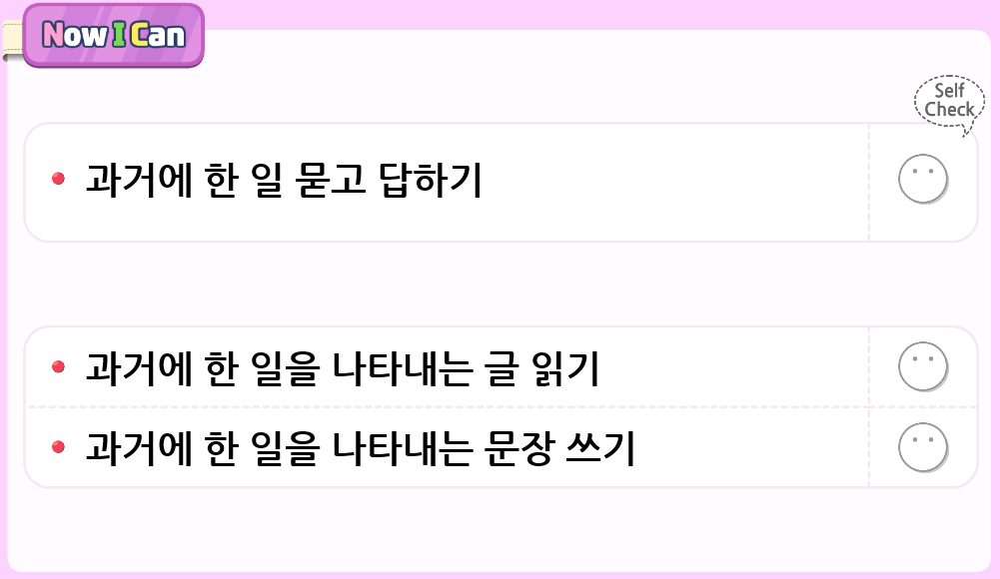 Now I Can
Self
Check
과거에 한 일 묻고 답하기
과거에 한 일을 나타내는 글 읽기
과거에 한 일을 나타내는 문장 쓰기